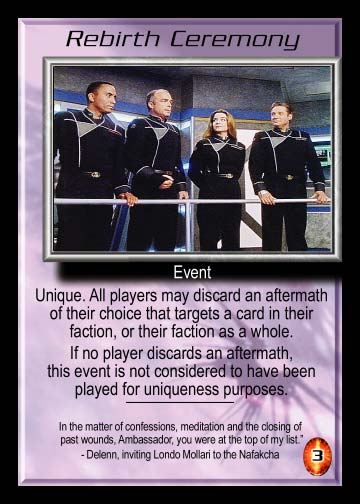 Rebirth Ceremony
Event
Unique. All players may discard an aftermath
of their choice that targets a card in their
faction, or their faction as a whole.
If no player discards an aftermath,
this event is not considered to have been
played for uniqueness purposes.
In the matter of confessions, meditation and the closing of
past wounds, Ambassador, you were at the top of my list.”
- Delenn, inviting Londo Mollari to the Nafakcha
3